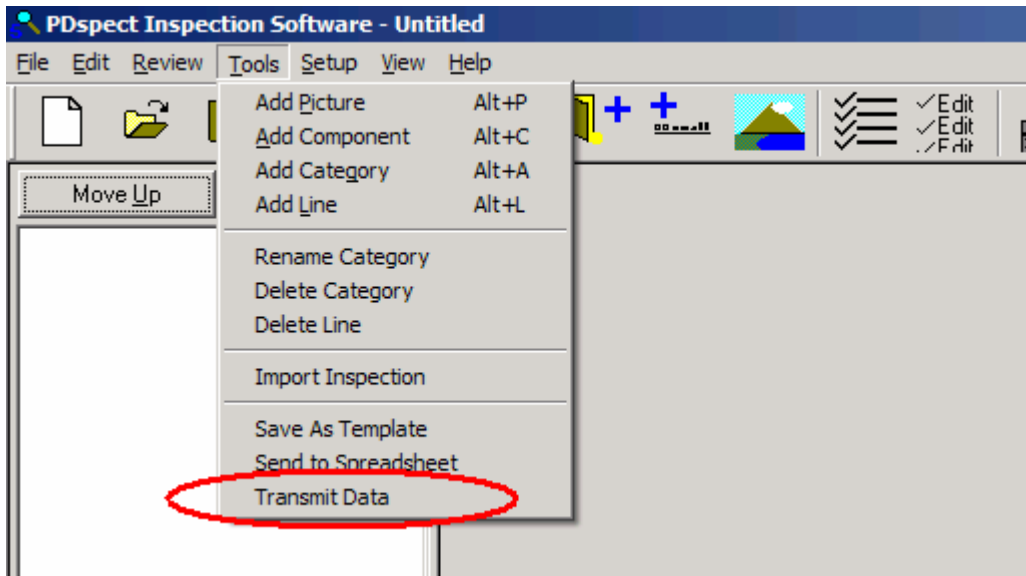 PDspect Inspection Software - Untitled
File Edit Review Tools Setup View Help
Edit
Edit
Edit
Move Up
Add Picture Alt+P
Add Component Alt+C
Add Category Alt+A
Add Line Alt+L
Rename Category
Delete Category
Delete Line
Import Inspection
Save As Template
Send to Spreadsheet
Transmit Data